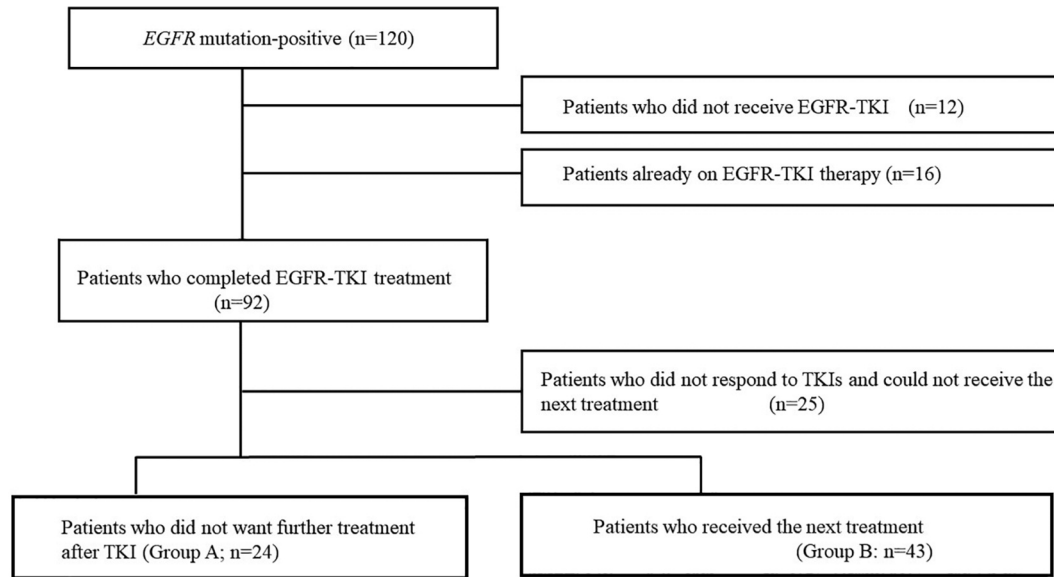 EGFR mutation-positive (n=120)
Patients who did not receive EGFR-TKI (n=12)
Patients already on EGFR-TKI therapy (n=16)
Patients who completed EGFR-TKI treatment
(n=92)
Patients who did not respond to TKIs and could not receive the
next treatment (n=25)
Patients who did not want further treatment
after TKI (Group A; n=24)
Patients who received the next treatment
(Group B: n=43)